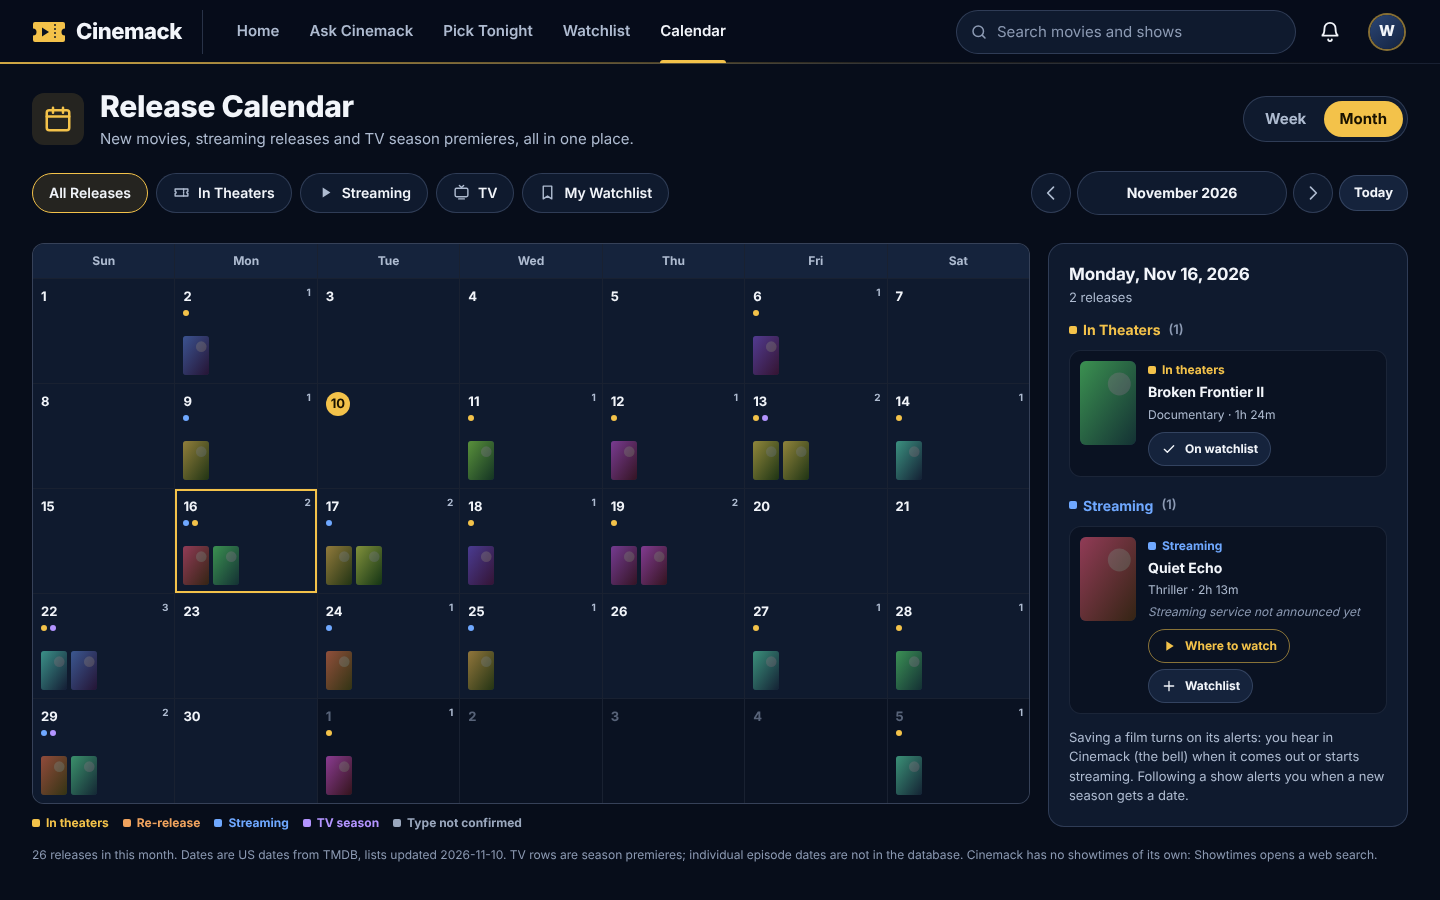 Cinemack
Home
Ask Cinemack
Pick Tonight
Watchlist
Calendar
Search movies and shows
W
Release Calendar
New movies, streaming releases and TV season premieres, all in one place.
Week
Month
All Releases
In Theaters
Streaming
TV
My Watchlist
November 2026
Today
Sun Mon Tue Wed Thu Fri Sat
1
2 1
3
4
5
6 1
7
8
9 1
10
11 1
12 1
13 2
14 1
15
16 2
17 2
18 1
19 2
20
21
22 3
23
24 1
25 1
26
27 1
28 1
29 2
30
1 1
2
3
4
5 1
In theaters
Re-release
Streaming
TV season
Type not confirmed
Monday, Nov 16, 2026
2 releases
In Theaters (1)
In theaters
Broken Frontier II
Documentary · 1h 24m
On watchlist
Streaming (1)
Streaming
Quiet Echo
Thriller · 2h 13m
Streaming service not announced yet
Where to watch
Watchlist
Saving a film turns on its alerts: you hear in
Cinemack (the bell) when it comes out or starts
streaming. Following a show alerts you when a new
season gets a date.
26 releases in this month. Dates are US dates from TMDB, lists updated 2026-11-10. TV rows are season premieres; individual episode dates are not in the database. Cinemack has no showtimes of its own: Showtimes opens a web search.